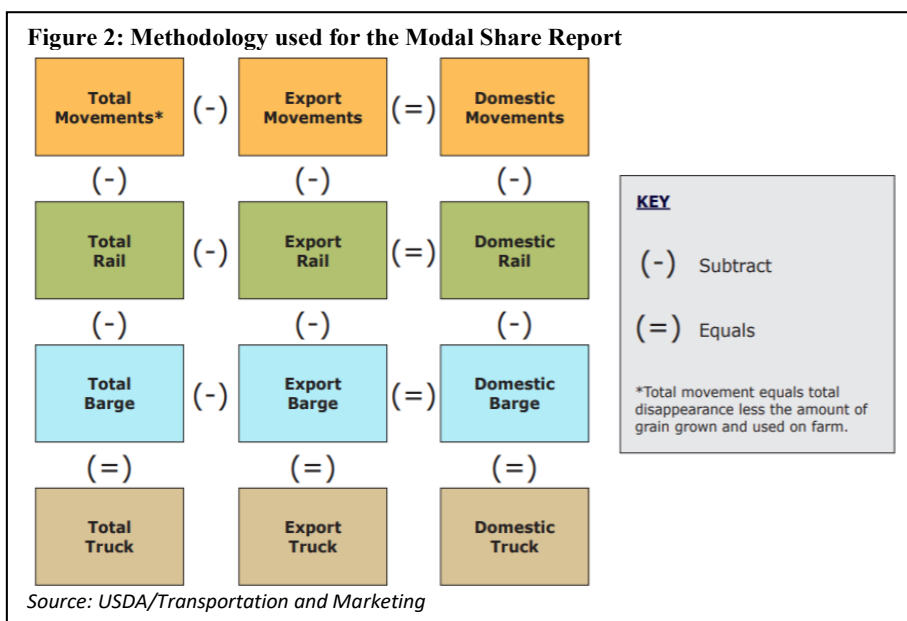 Figure 2: Methodology used for the Modal Share Report
Total
Movements*
(-)
Export
Movements
(=)
Domestic
Movements
(-)
(-)
(-)
Total
Rail
(-)
Export
Rail
(=)
Domestic
Rail
(-)
(-)
(-)
Total
Barge
(-)
Export
Barge
(=)
Domestic
Barge
(=)
(=)
(=)
Total
Truck
Export
Truck
Domestic
Truck
KEY
(-) Subtract
(=) Equals
*Total movement equals total
disappearance less the amount of
grain grown and used on farm.
Source: USDA/Transportation and Marketing